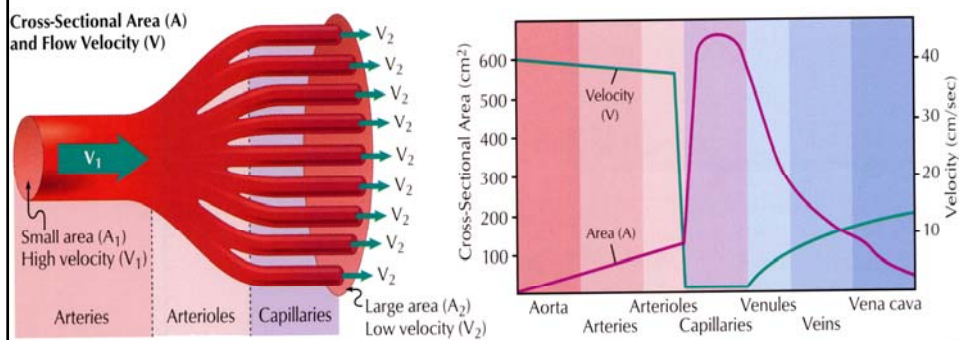 Cross-Sectional Area (A)
and Flow Velocity (V)
V₁
V₂
V₂
V₂
V₂
V₂
V₂
V₂
V₂
V₂
Small area (A₁)
High velocity (V₁)
Large area (A₂)
Low velocity (V₂)
Arteries
Arterioles
Capillaries
Cross-Sectional Area (cm²)
600
500
400
300
200
100
Velocity
(V)
Area (A)
40
30
20
10
Velocity (cm/sec)
Aorta
Arteries
Arterioles
Capillaries
Venules
Veins
Vena cava